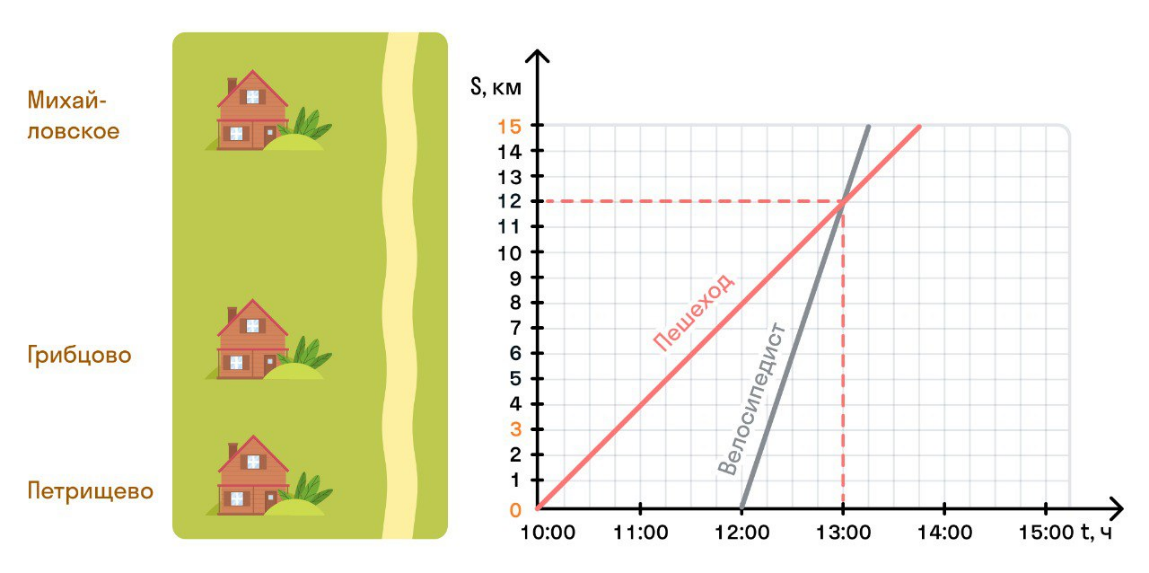 Михай-
ловское
Грибцово
Петрищево
S, км
15
14
13
12
11
10
9
8
7
6
5
4
3
2
1
0
Пешеход
Велосипедист
10:00 11:00 12:00 13:00 14:00 15:00 t, ч